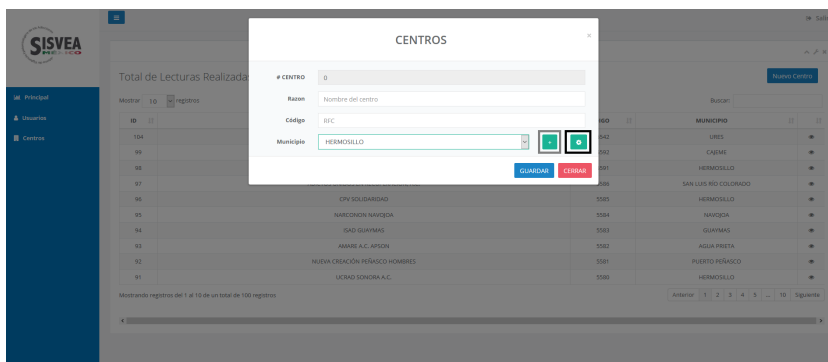 SISVEA
MÉXICO
Salir
CENTROS
×
Total de Lecturas Realizadas
Nuevo Centro
# CENTRO
0
Principal
Mostrar 10 registros
Buscar:
Razon
Nombre del centro
Usuarios
Código
RFC
ID
MUNICIPIO
Centros
Municipio
HERMOSILLO
104
URES
99
CAJEME
98
HERMOSILLO
GUARDAR
CERRAR
97
SAN LUIS RÍO COLORADO
96 CPV SOLIDARIDAD 5585 HERMOSILLO
95 NARCONON NAVOJOA 5584 NAVOJOA
94 ISAD GUAYMAS 5583 GUAYMAS
93 AMARE A.C. APSON 5582 AGUA PRIETA
92 NUEVA CREACIÓN PEÑASCO HOMBRES 5581 PUERTO PEÑASCO
91 UCRAD SONORA A.C. 5580 HERMOSILLO
Mostrando registros del 1 al 10 de un total de 100 registros
Anterior 1 2 3 4 5 ... 10 Siguiente